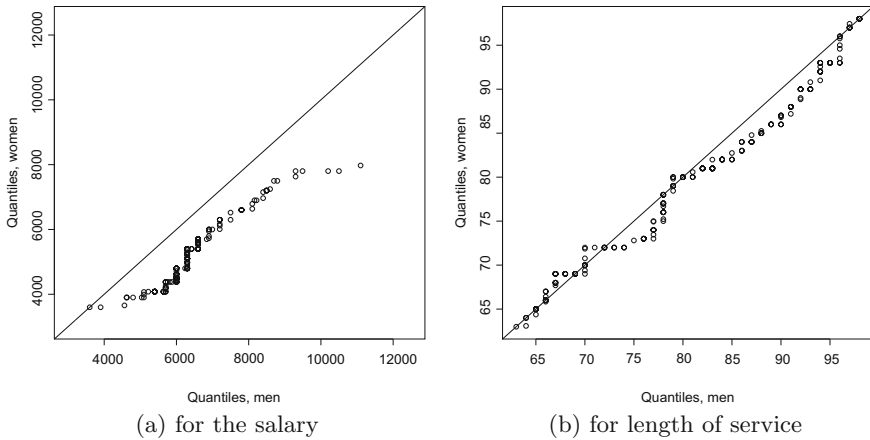 12000
10000
8000
6000
4000
Quantiles, women
4000 6000 8000 10000 12000
Quantiles, men
(a) for the salary
95
90
85
80
75
70
65
Quantiles, women
65 70 75 80 85 90 95
Quantiles, men
(b) for length of service